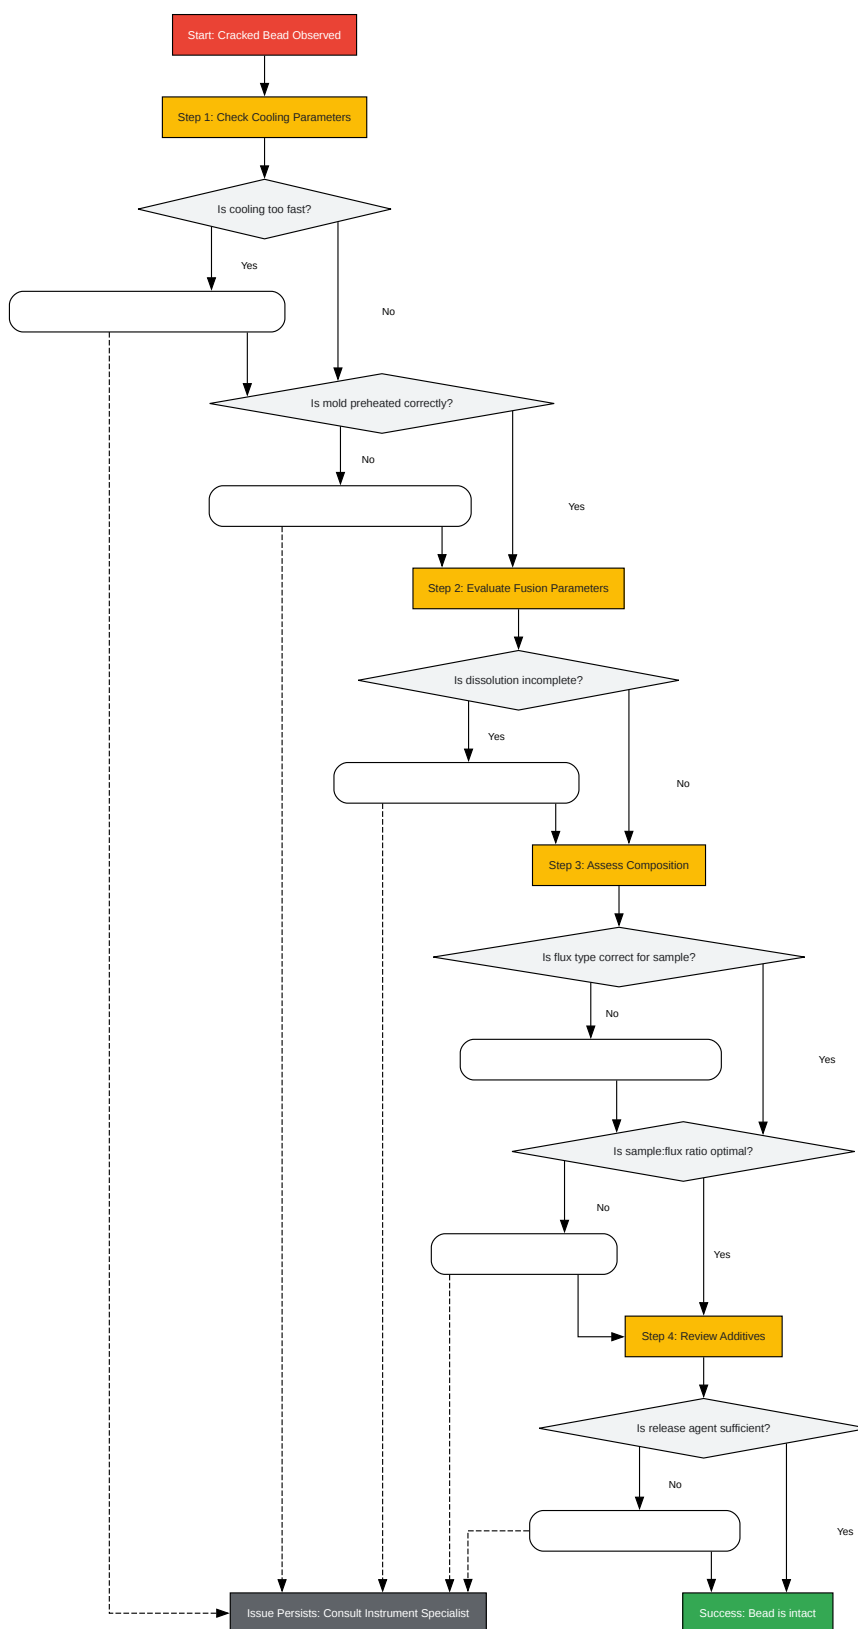 Start: Cracked Bead Observed
Step 1: Check Cooling Parameters
Is cooling too fast?
Yes
No
Is mold preheated correctly?
No
Yes
Step 2: Evaluate Fusion Parameters
Is dissolution incomplete?
Yes
No
Step 3: Assess Composition
Is flux type correct for sample?
No
Yes
Is sample:flux ratio optimal?
No
Yes
Step 4: Review Additives
Is release agent sufficient?
No
Yes
Issue Persists: Consult Instrument Specialist
Success: Bead is intact